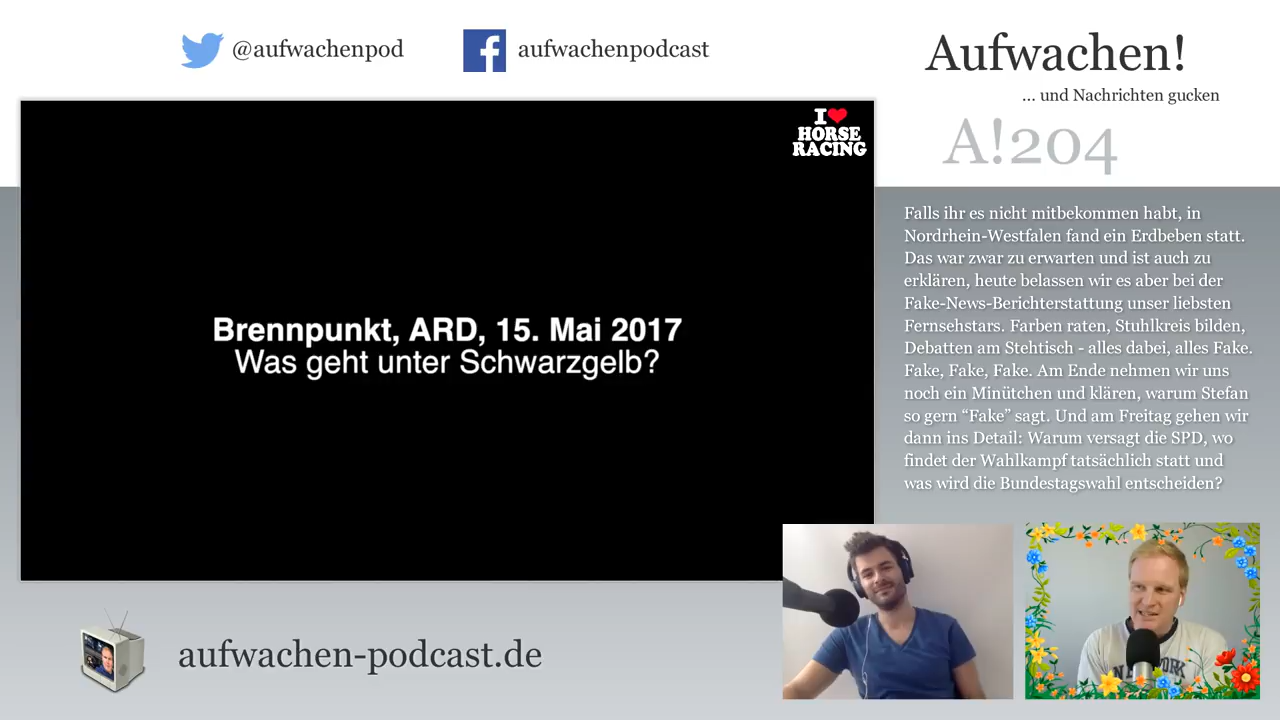 @aufwachenpod
aufwachenpodcast
Aufwachen!
... und Nachrichten gucken
A!204
I
HORSE
RACING
Brennpunkt, ARD, 15. Mai 2017
Was geht unter Schwarzgelb?
Falls ihr es nicht mitbekommen habt, in
Nordrhein-Westfalen fand ein Erdbeben statt.
Das war zwar zu erwarten und ist auch zu
erklären, heute belassen wir es aber bei der
Fake-News-Berichterstattung unser liebsten
Fernsehstars. Farben raten, Stuhlkreis bilden,
Debatten am Stehtisch - alles dabei, alles Fake.
Fake, Fake, Fake. Am Ende nehmen wir uns
noch ein Minütchen und klären, warum Stefan
so gern “Fake” sagt. Und am Freitag gehen wir
dann ins Detail: Warum versagt die SPD, wo
findet der Wahlkampf tatsächlich statt und
was wird die Bundestagswahl entscheiden?
aufwachen-podcast.de